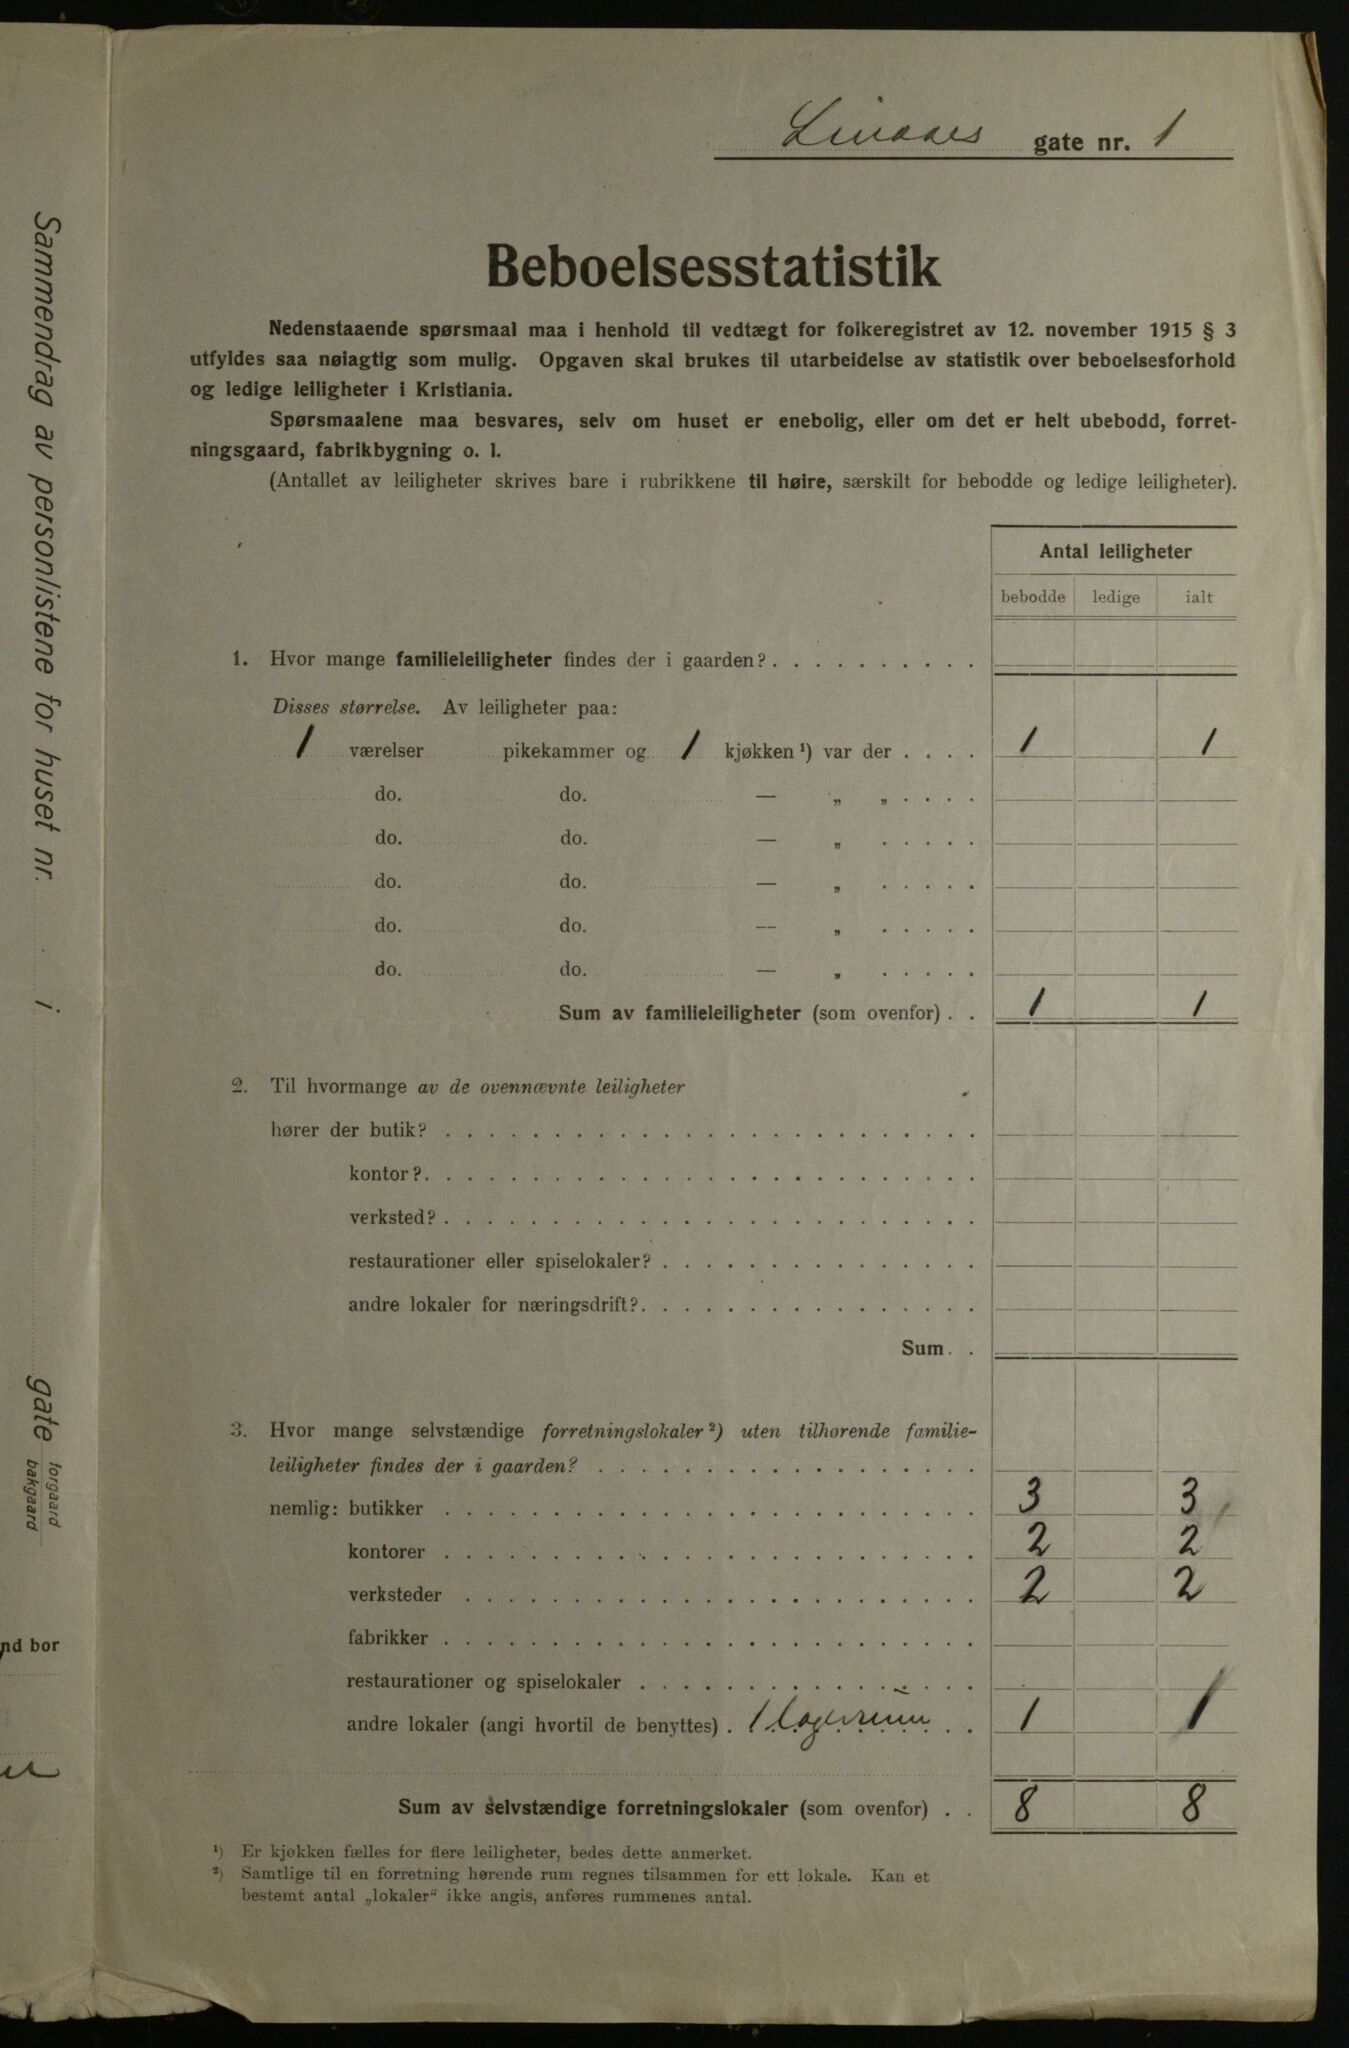 Lindaas gate nr. 1
Beboelsesstatistik
Nedenstaaende spørsmaal maa i henhold til vedtægt for folkeregistret av 12. november 1915 § 3
utfyldes saa nøiagtig som mulig. Opgaven skal brukes til utarbeidelse av statistik over beboelsesforhold
og ledige leiligheter i Kristiania.
Spørsmaalene maa besvares, selv om huset er enebolig, eller om det er helt ubebodd, forret-
ningsgaard, fabrikbygning o. l.
(Antallet av leiligheter skrives bare i rubrikkene til høire, særskilt for bebodde og ledige leiligheter).
Antal leiligheter
bebodde ledige ialt
1. Hvor mange familieleiligheter findes der i gaarden? . . . . . . . . . .
Disses størrelse. Av leiligheter paa:
1 værelser pikekammer og 1 kjøkken ¹) var der . . . . 1 1
do. do. — „ „ . . . .
do. do. — „ . . . . .
do. do. — „ . . . . .
do. do. — „ . . . . .
do. do. — „ . . . . .
Sum av familieleiligheter (som ovenfor) . . 1 1
2. Til hvormange av de ovennævnte leiligheter
hører der butik? . . . . . . . . . . . . . . . . . . . . . . . . .
kontor? . . . . . . . . . . . . . . . . . . . . . . . . . .
verksted? . . . . . . . . . . . . . . . . . . . . . . . . .
restaurationer eller spiselokaler? . . . . . . . . . . . . . . .
andre lokaler for næringsdrift? . . . . . . . . . . . . . . . .
Sum . .
3. Hvor mange selvstændige forretningslokaler ²) uten tilhørende familie-
leiligheter findes der i gaarden? . . . . . . . . . . . . . . . . . .
nemlig: butikker . . . . . . . . . . . . . . . . . . . . . . . . . 3 3
kontorer . . . . . . . . . . . . . . . . . . . . . . . . . 2 2
verksteder . . . . . . . . . . . . . . . . . . . . . . . . 2 2
fabrikker . . . . . . . . . . . . . . . . . . . . . . . . .
restaurationer og spiselokaler . . . . . . . . . . . . . . . .
andre lokaler (angi hvortil de benyttes) . 1 lagerrum . . 1 1
Sum av selvstændige forretningslokaler (som ovenfor) . . 8 8
¹) Er kjøkken fælles for flere leiligheter, bedes dette anmerket.
²) Samtlige til en forretning hørende rum regnes tilsammen for ett lokale. Kan et
bestemt antal „lokaler“ ikke angis, anføres rummenes antal.
Sammendrag av personlistene for huset nr. i gate forgaard
bakgaard
nd bor